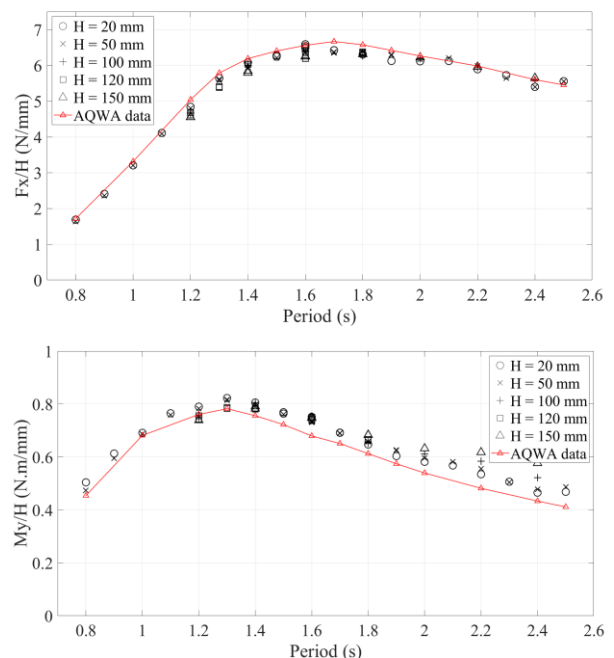 7
6
5
4
3
2
1
0
Fx/H (N/mm)
H = 20 mm
H = 50 mm
H = 100 mm
H = 120 mm
H = 150 mm
AQWA data
0.8 1 1.2 1.4 1.6 1.8 2 2.2 2.4 2.6
Period (s)
1
0.8
0.6
0.4
0.2
0
My/H (N.m/mm)
H = 20 mm
H = 50 mm
H = 100 mm
H = 120 mm
H = 150 mm
AQWA data
0.8 1 1.2 1.4 1.6 1.8 2 2.2 2.4 2.6
Period (s)